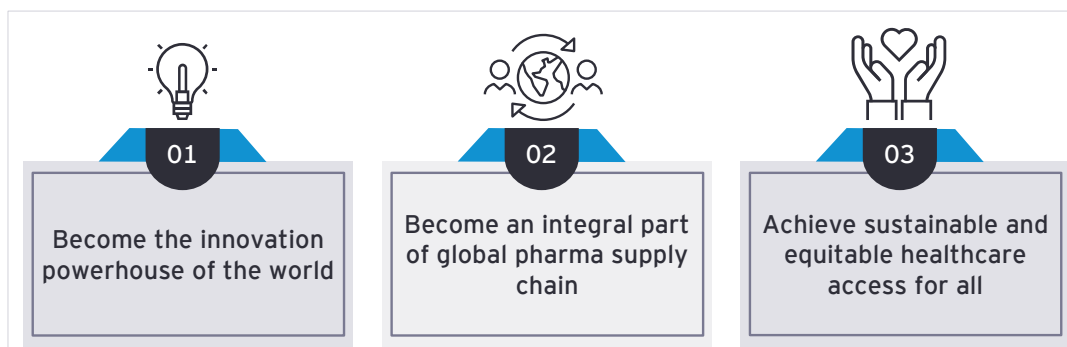 01
Become the innovation
powerhouse of the world
02
Become an integral part
of global pharma supply
chain
03
Achieve sustainable and
equitable healthcare
access for all